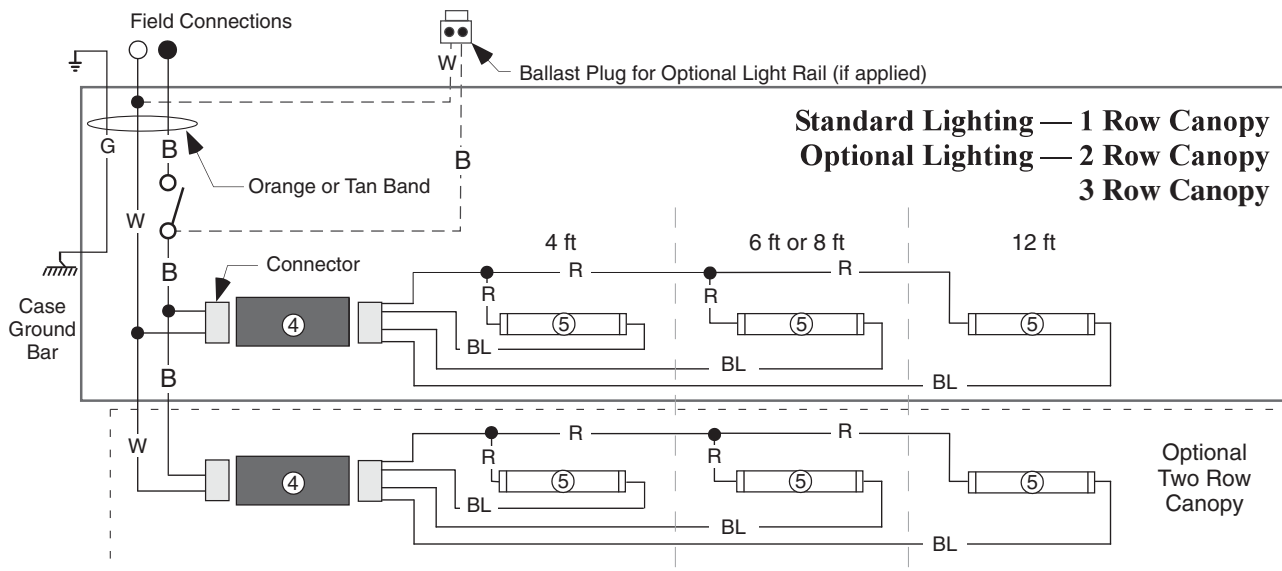 Field Connections
W
Ballast Plug for Optional Light Rail (if applied)
Standard Lighting — 1 Row Canopy
Optional Lighting — 2 Row Canopy
3 Row Canopy
G
B
B
Orange or Tan Band
W
4 ft
6 ft or 8 ft
12 ft
B
Connector
R
R
R
R
Case
Ground
Bar
4
5
5
5
BL
BL
BL
B
W
R
R
R
R
Optional
Two Row
Canopy
4
5
5
5
BL
BL
BL